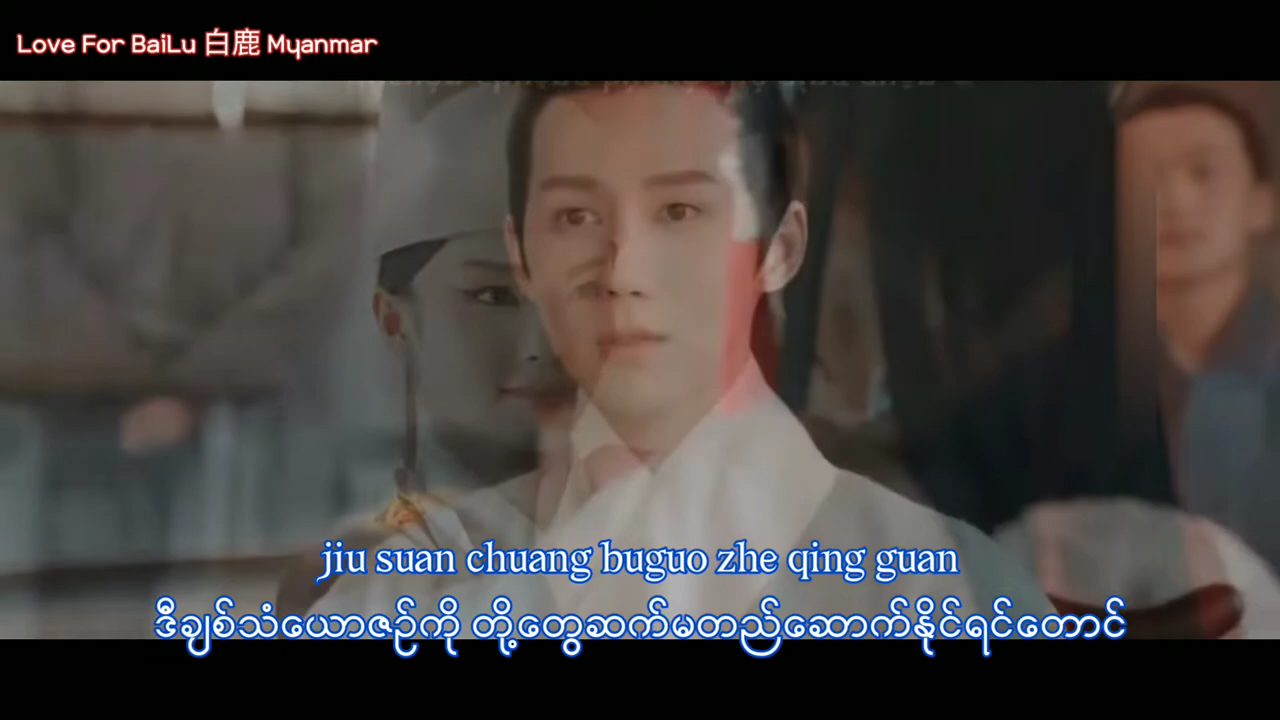 Love For BaiLu 白鹿 Myanmar
jiu suan chuang buguo zhe qing guan
ဒီချစ်သံယောဇဉ်ကို တို့တွေဆက်မတည်ဆောက်နိုင်ရင်တောင်